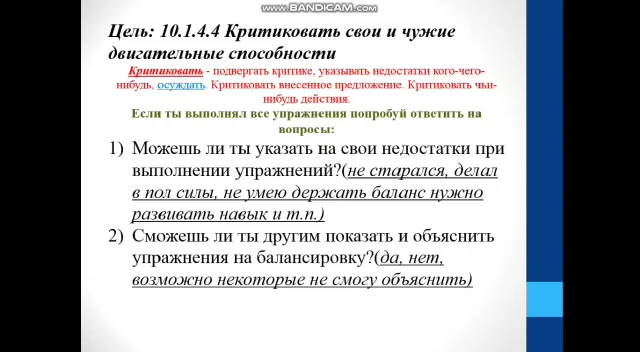 www.BANDICAM.com
Цель: 10.1.4.4 Критиковать свои и чужие
двигательные способности
Критиковать - подвергать критике, указывать недостатки кого-чего-
нибудь, осуждать. Критиковать внесенное предложение. Критиковать чьи-
нибудь действия.
Если ты выполнял все упражнения попробуй ответить на
вопросы:
1) Можешь ли ты указать на свои недостатки при
выполнении упражнений?(не старался, делал
в пол силы, не умею держать баланс нужно
развивать навык и т.п.)
2) Сможешь ли ты другим показать и объяснить
упражнения на балансировку?(да, нет,
возможно некоторые не смогу объяснить)